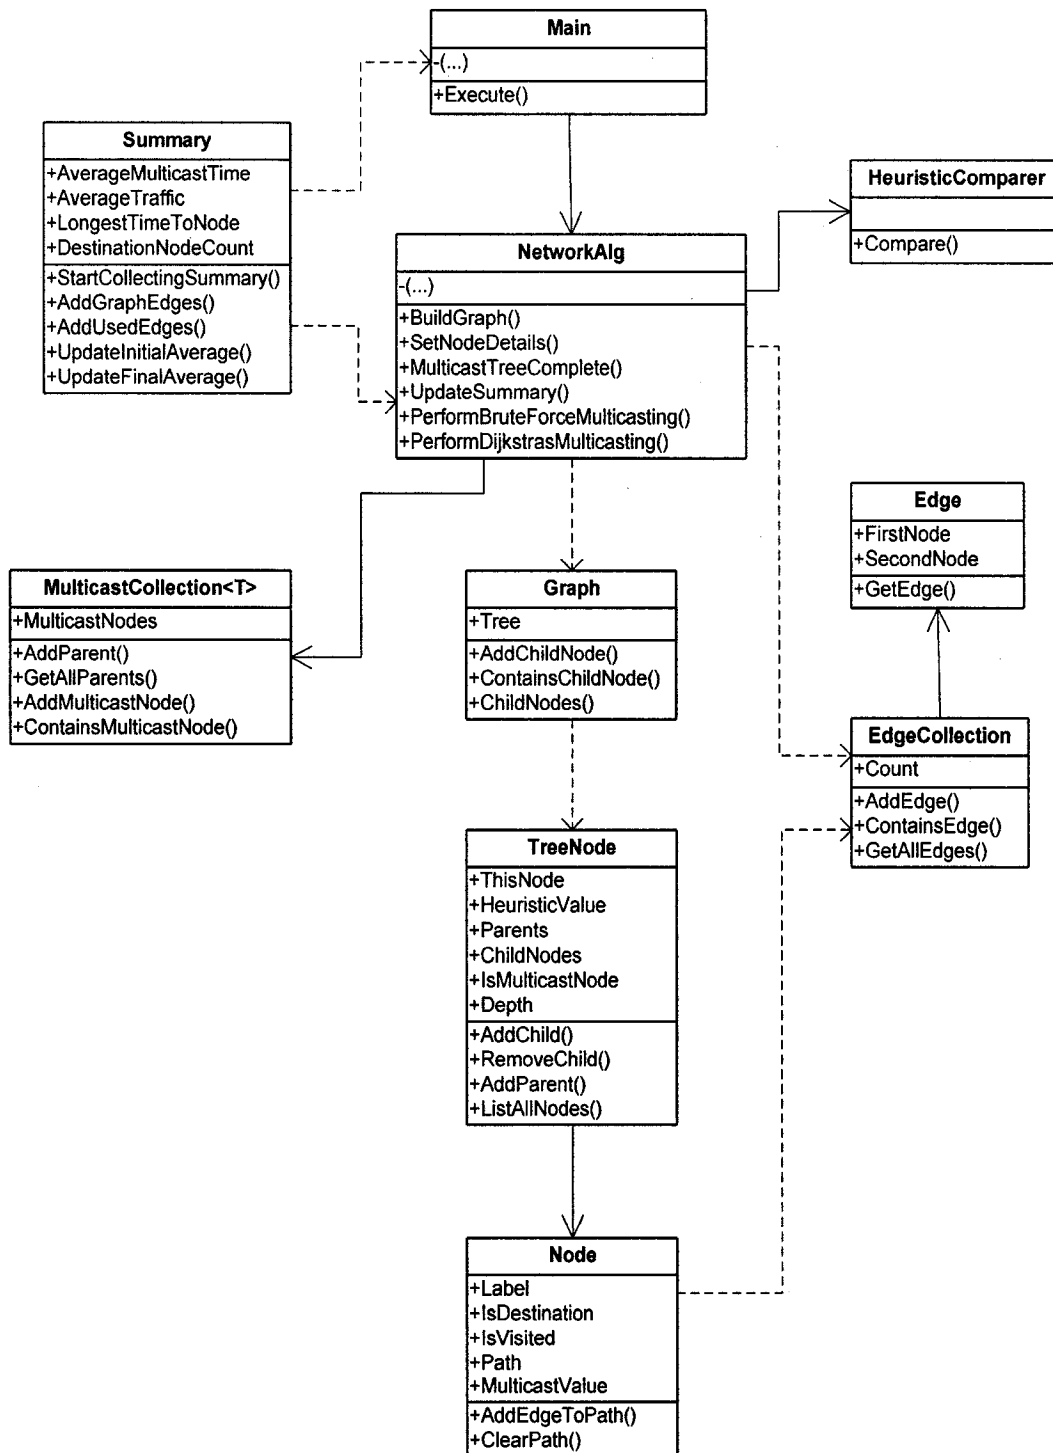 Main
-(...)
+Execute()
Summary
+AverageMulticastTime
+AverageTraffic
+LongestTimeToNode
+DestinationNodeCount
+StartCollectingSummary()
+AddGraphEdges()
+AddUsedEdges()
+UpdateInitialAverage()
+UpdateFinalAverage()
HeuristicComparer
+Compare()
NetworkAlg
-(...)
+BuildGraph()
+SetNodeDetails()
+MulticastTreeComplete()
+UpdateSummary()
+PerformBruteForceMulticasting()
+PerformDijkstrasMulticasting()
Edge
+FirstNode
+SecondNode
+GetEdge()
MulticastCollection<T>
+MulticastNodes
+AddParent()
+GetAllParents()
+AddMulticastNode()
+ContainsMulticastNode()
Graph
+Tree
+AddChildNode()
+ContainsChildNode()
+ChildNodes()
EdgeCollection
+Count
+AddEdge()
+ContainsEdge()
+GetAllEdges()
TreeNode
+ThisNode
+HeuristicValue
+Parents
+ChildNodes
+IsMulticastNode
+Depth
+AddChild()
+RemoveChild()
+AddParent()
+ListAllNodes()
Node
+Label
+IsDestination
+IsVisited
+Path
+MulticastValue
+AddEdgeToPath()
+ClearPath()